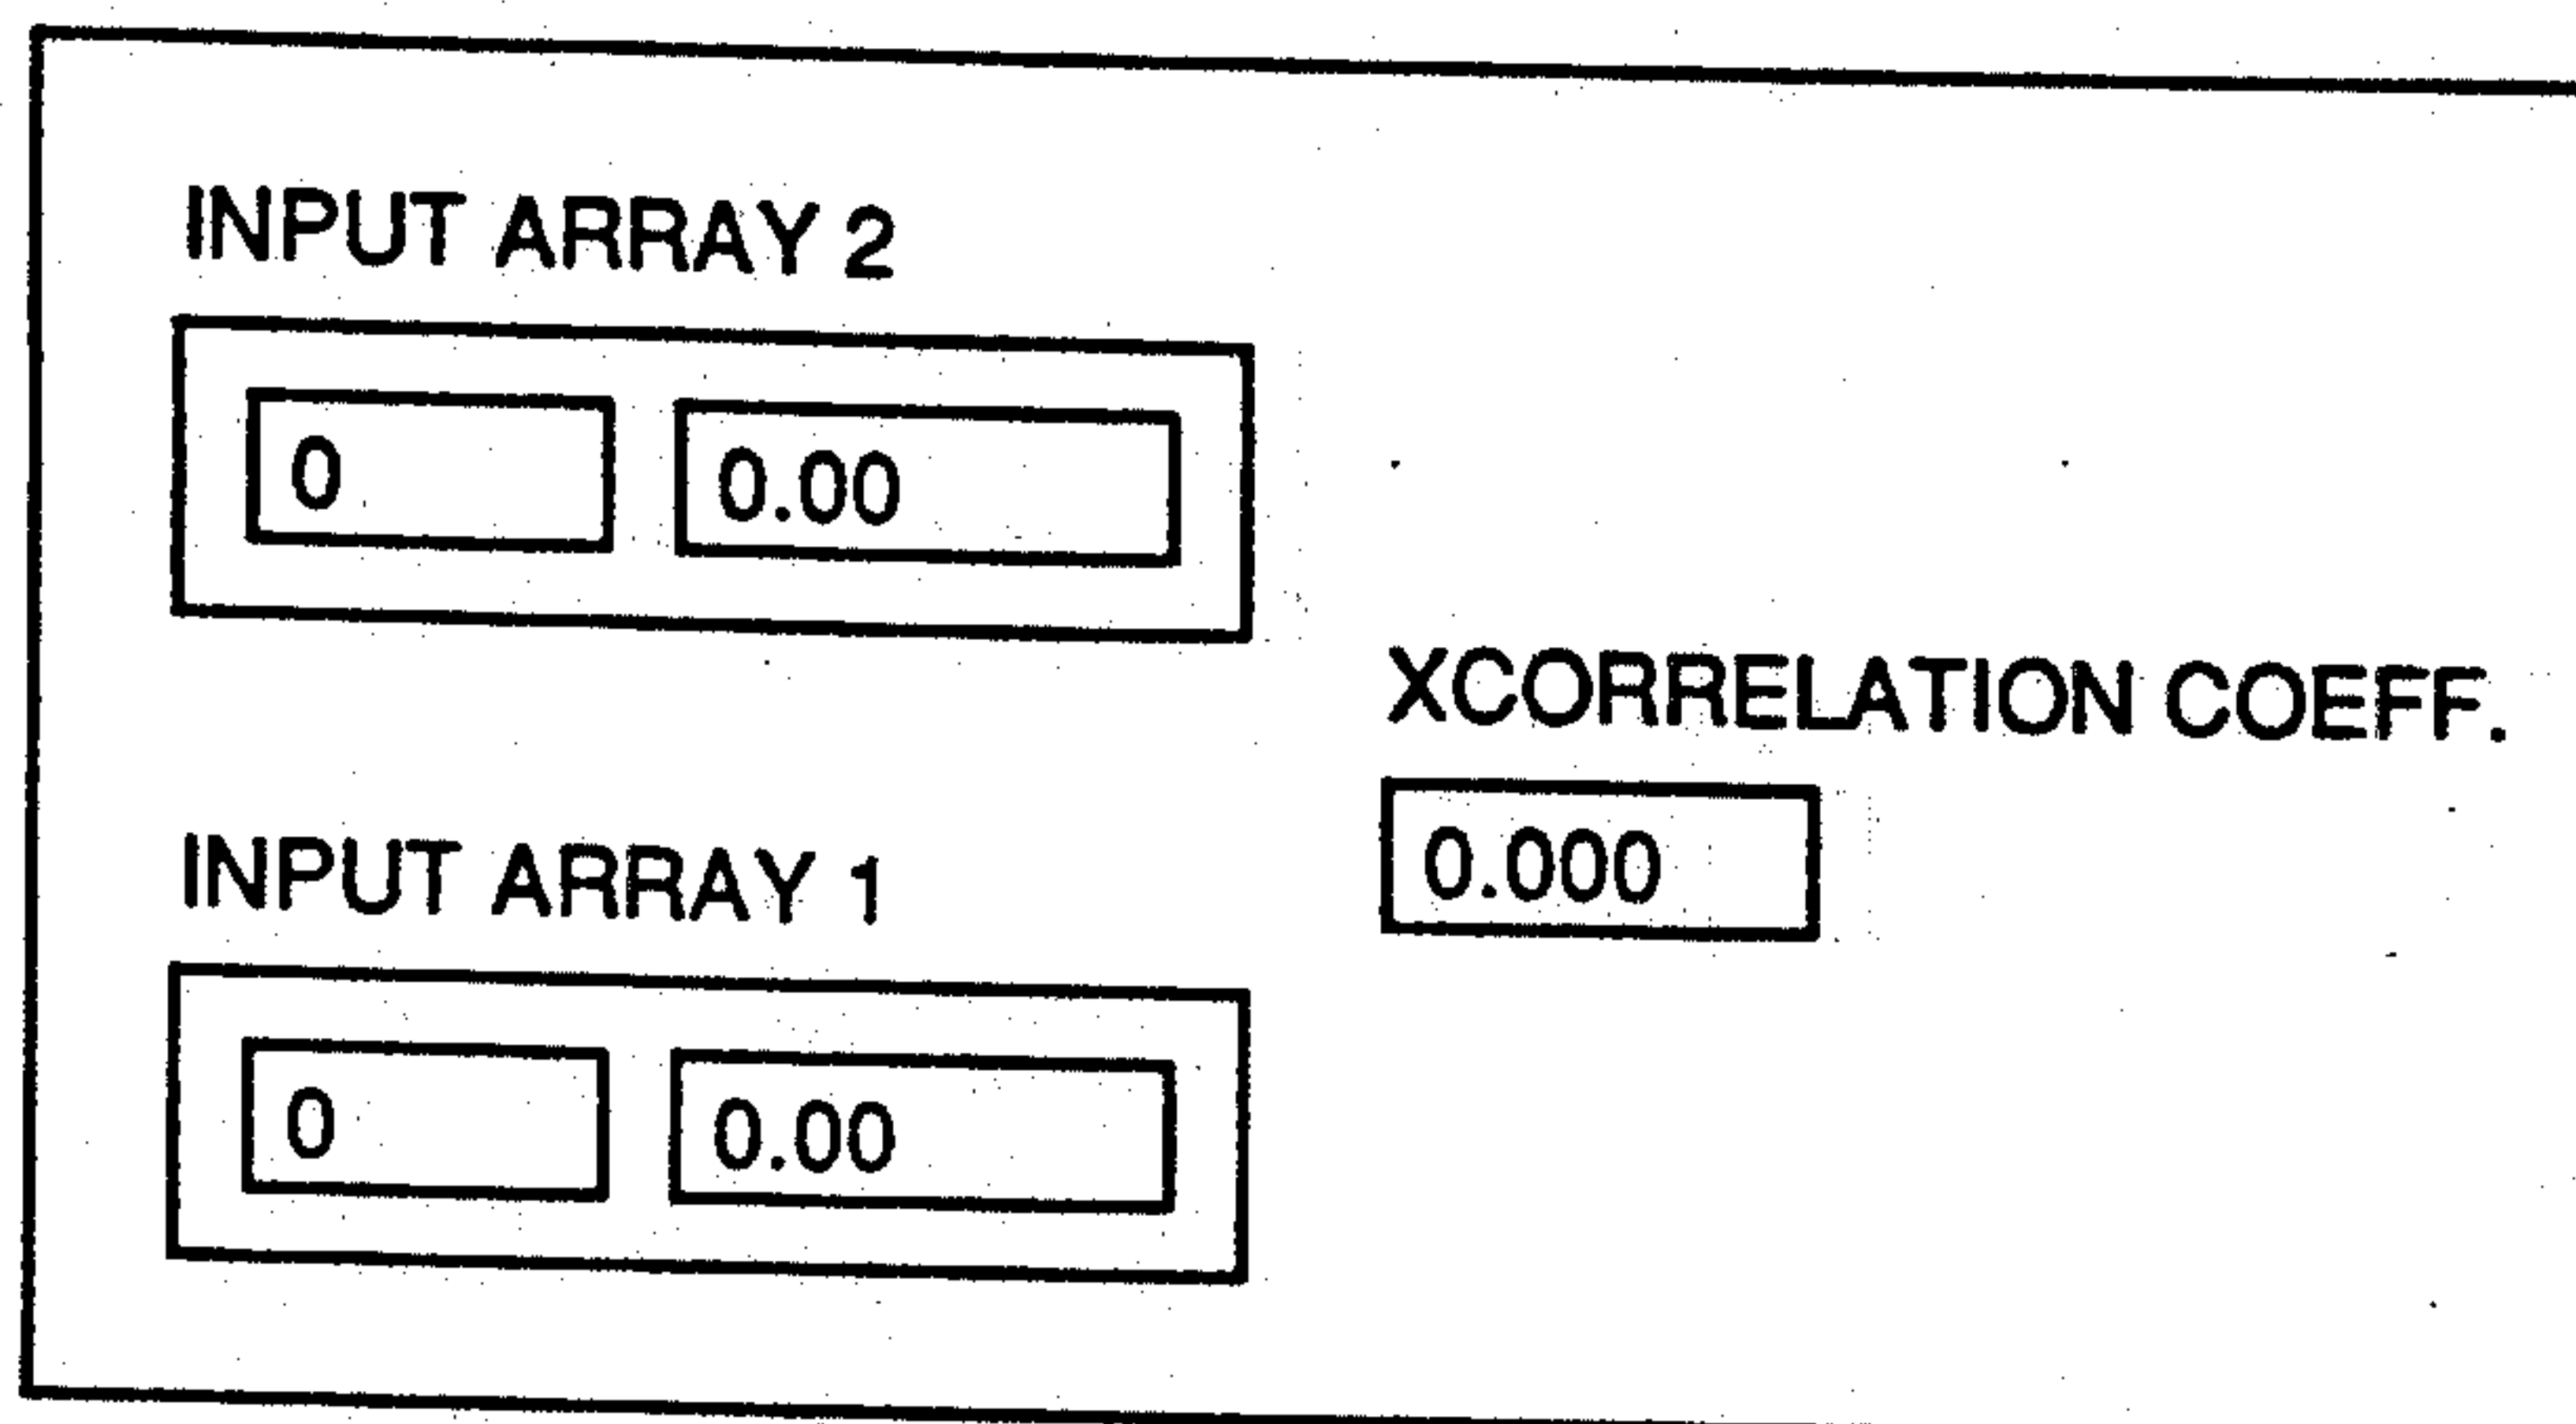 INPUT ARRAY 2
0 0.00
XCORRELATION COEFF.
0.000
INPUT ARRAY 1
0 0.00